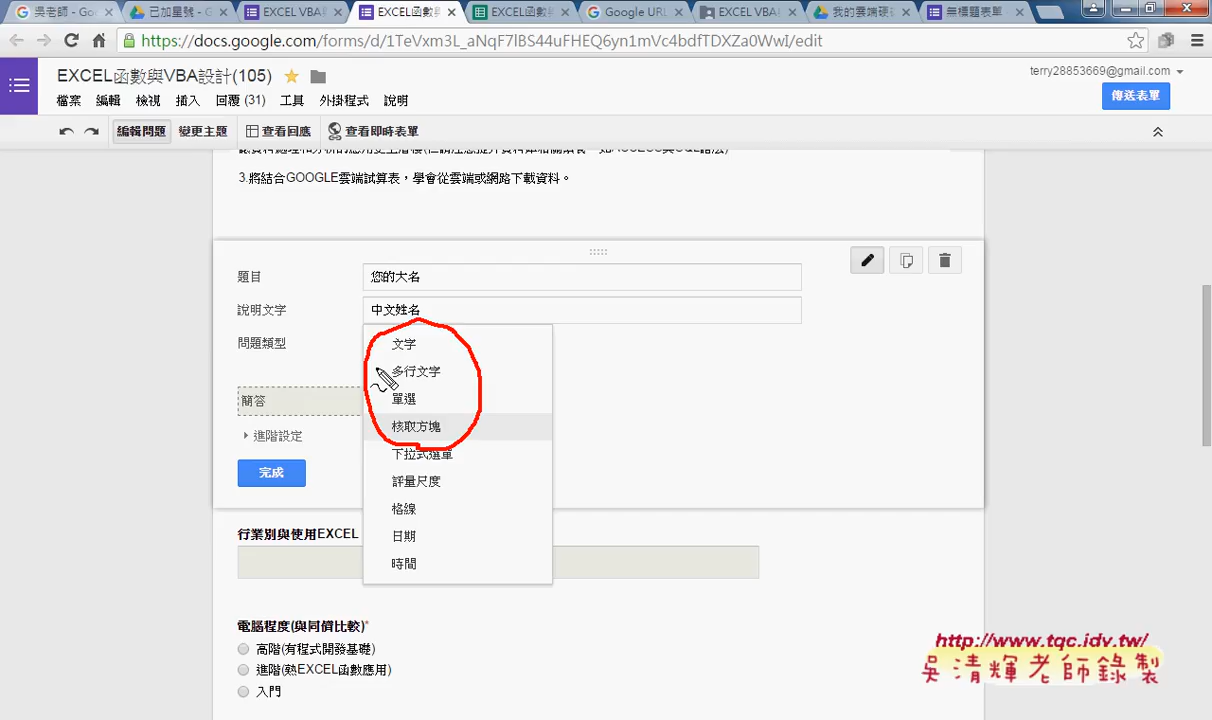 吳老師 - Goo
已加星號 - G
EXCEL VBA
EXCEL函數
EXCEL函數
Google URL
EXCEL VBA
我的雲端硬
無標題表單
https://docs.google.com/forms/d/1TeVxm3L_aNqF7lBS44uFHEQ6yn1mVc4bdfTDXZa0WwI/edit
EXCEL函數與VBA設計(105)
terry28853669@gmail.com
檔案 編輯 檢視 插入 回覆 (31) 工具 外掛程式 說明
傳送表單
編輯問題 變更主題 查看回應 查看即時表單
3.將結合GOOGLE雲端試算表，學會從雲端或網路下載資料。
題目 您的大名
說明文字 中文姓名
問題類型
文字
多行文字
單選
核取方塊
下拉式選單
評量尺度
格線
日期
時間
簡答
進階設定
完成
行業別與使用EXCEL
電腦程度(與同儕比較)*
高階(有程式開發基礎)
進階(熟EXCEL函數應用)
入門
http://www.tqc.idv.tw/
吳清輝老師錄製